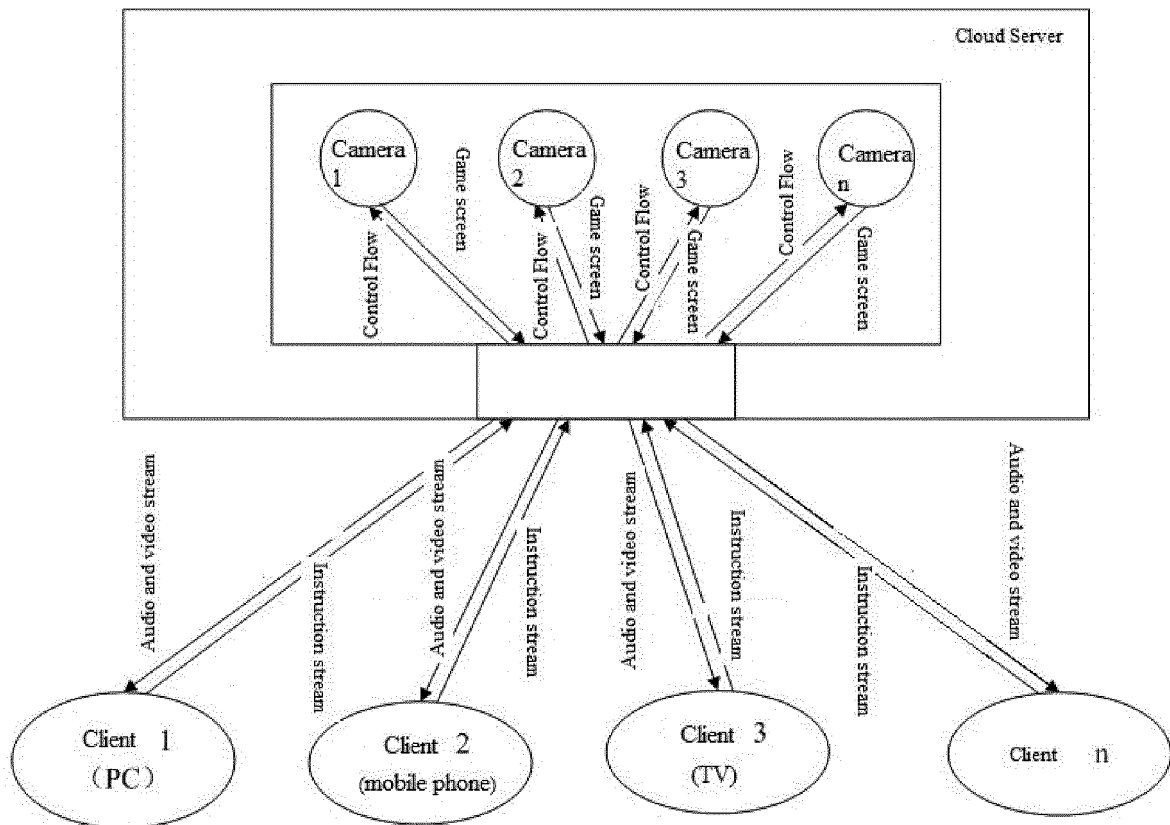 Cloud Server
Camera
1
Camera
2
Camera
3
Camera
n
Control Flow
Game screen
Control Flow
Game screen
Control Flow
Game screen
Control Flow
Game screen
Audio and video stream
Instruction stream
Audio and video stream
Instruction stream
Audio and video stream
Instruction stream
Instruction stream
Audio and video stream
Client 1
(PC)
Client 2
(mobile phone)
Client 3
(TV)
Client n